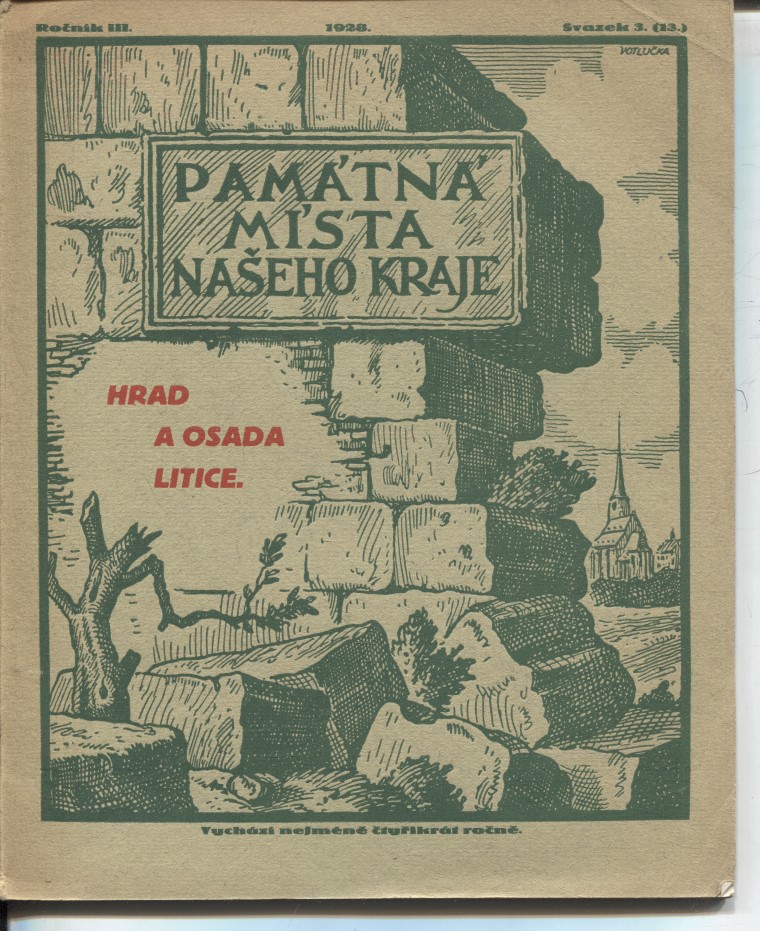 Ročník III. 1928. Svazek 3. (13.)
VOTLUČKA
PAMÁTNÁ
MÍSTA
NAŠEHO KRAJE
HRAD
A OSADA
LITICE.
Vychází nejméně čtyřikrát ročně.